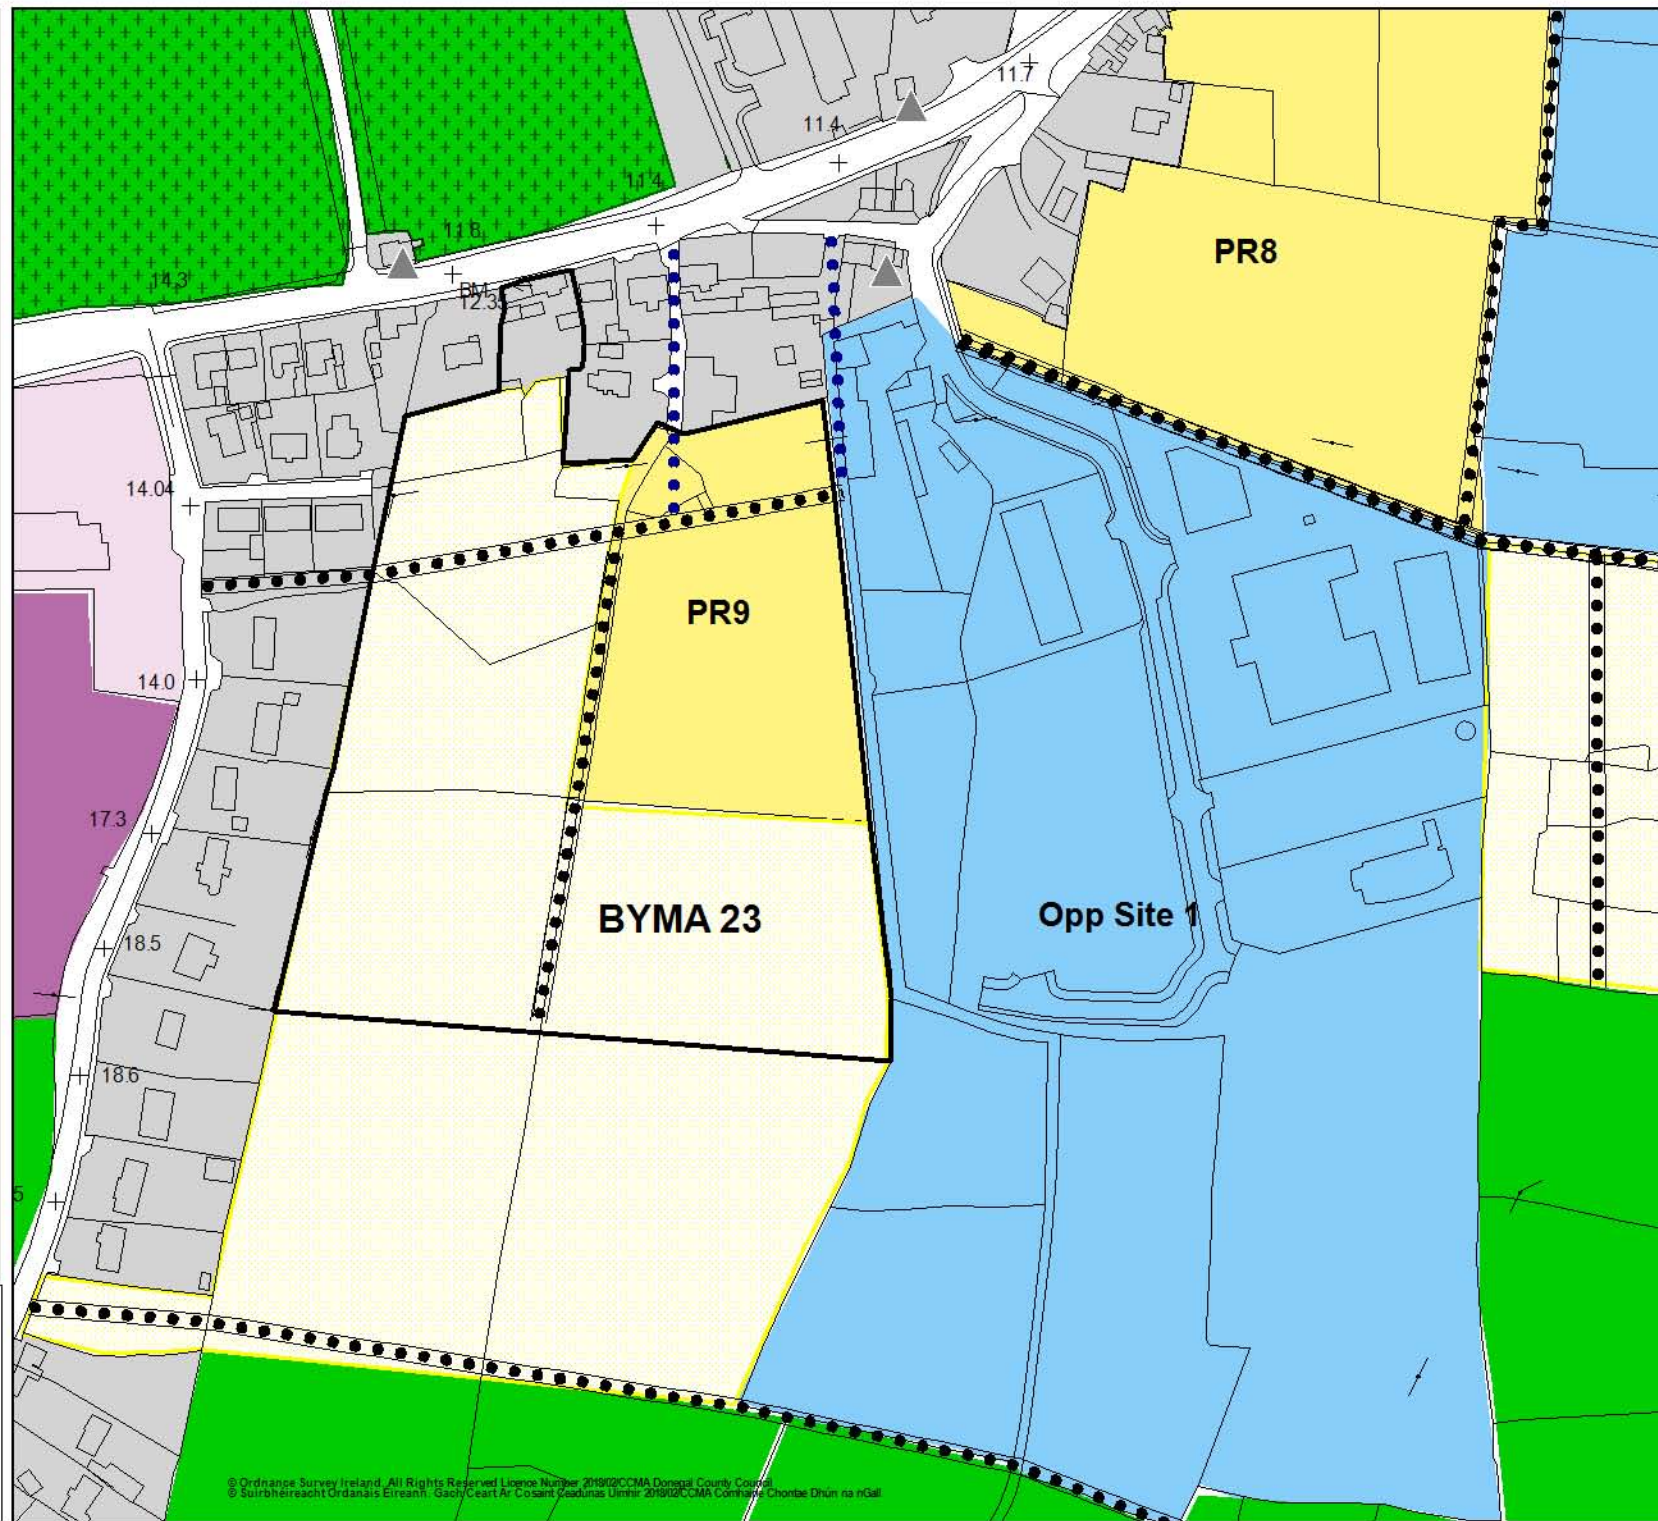 11.7
11.4
11.4
11.8
14.3
BM
12.3
PR8
14.04
PR9
14.0
17.3
BYMA 23
Opp Site 1
18.5
18.6
5
© Ordnance Survey Ireland. All Rights Reserved Licence Number 2018/02/CCMA Donegal County Council
© Suirbhéireacht Ordanáis Éireann. Gach Ceart Ar Cosaint Ceadúnas Uimhir 2018/02/CCMA Comhairle Chontae Dhún na nGall